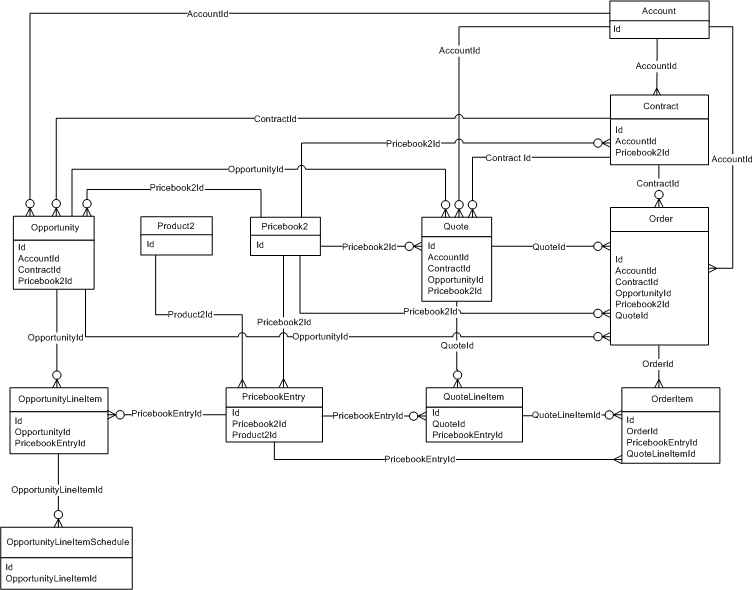 Account
Id
AccountId
AccountId
AccountId
AccountId
Contract
Id
AccountId
Pricebook2Id
ContractId
Pricebook2Id
Contract Id
OpportunityId
Pricebook2Id
ContractId
Opportunity
Id
AccountId
ContractId
Pricebook2Id
Product2
Id
Pricebook2
Id
Pricebook2Id
Quote
Id
AccountId
ContractId
OpportunityId
Pricebook2Id
QuoteId
Order
Id
AccountId
ContractId
OpportunityId
Pricebook2Id
QuoteId
Product2Id
Pricebook2Id
Pricebook2Id
OpportunityId
OpportunityId
QuoteId
OrderId
OpportunityLineItem
Id
OpportunityId
PricebookEntryId
PricebookEntryId
PricebookEntry
Id
Pricebook2Id
Product2Id
PricebookEntryId
QuoteLineItem
Id
QuoteId
PricebookEntryId
QuoteLineItemId
OrderItem
Id
OrderId
PricebookEntryId
QuoteLineItemId
PricebookEntryId
OpportunityLineItemId
OpportunityLineItemSchedule
Id
OpportunityLineItemId